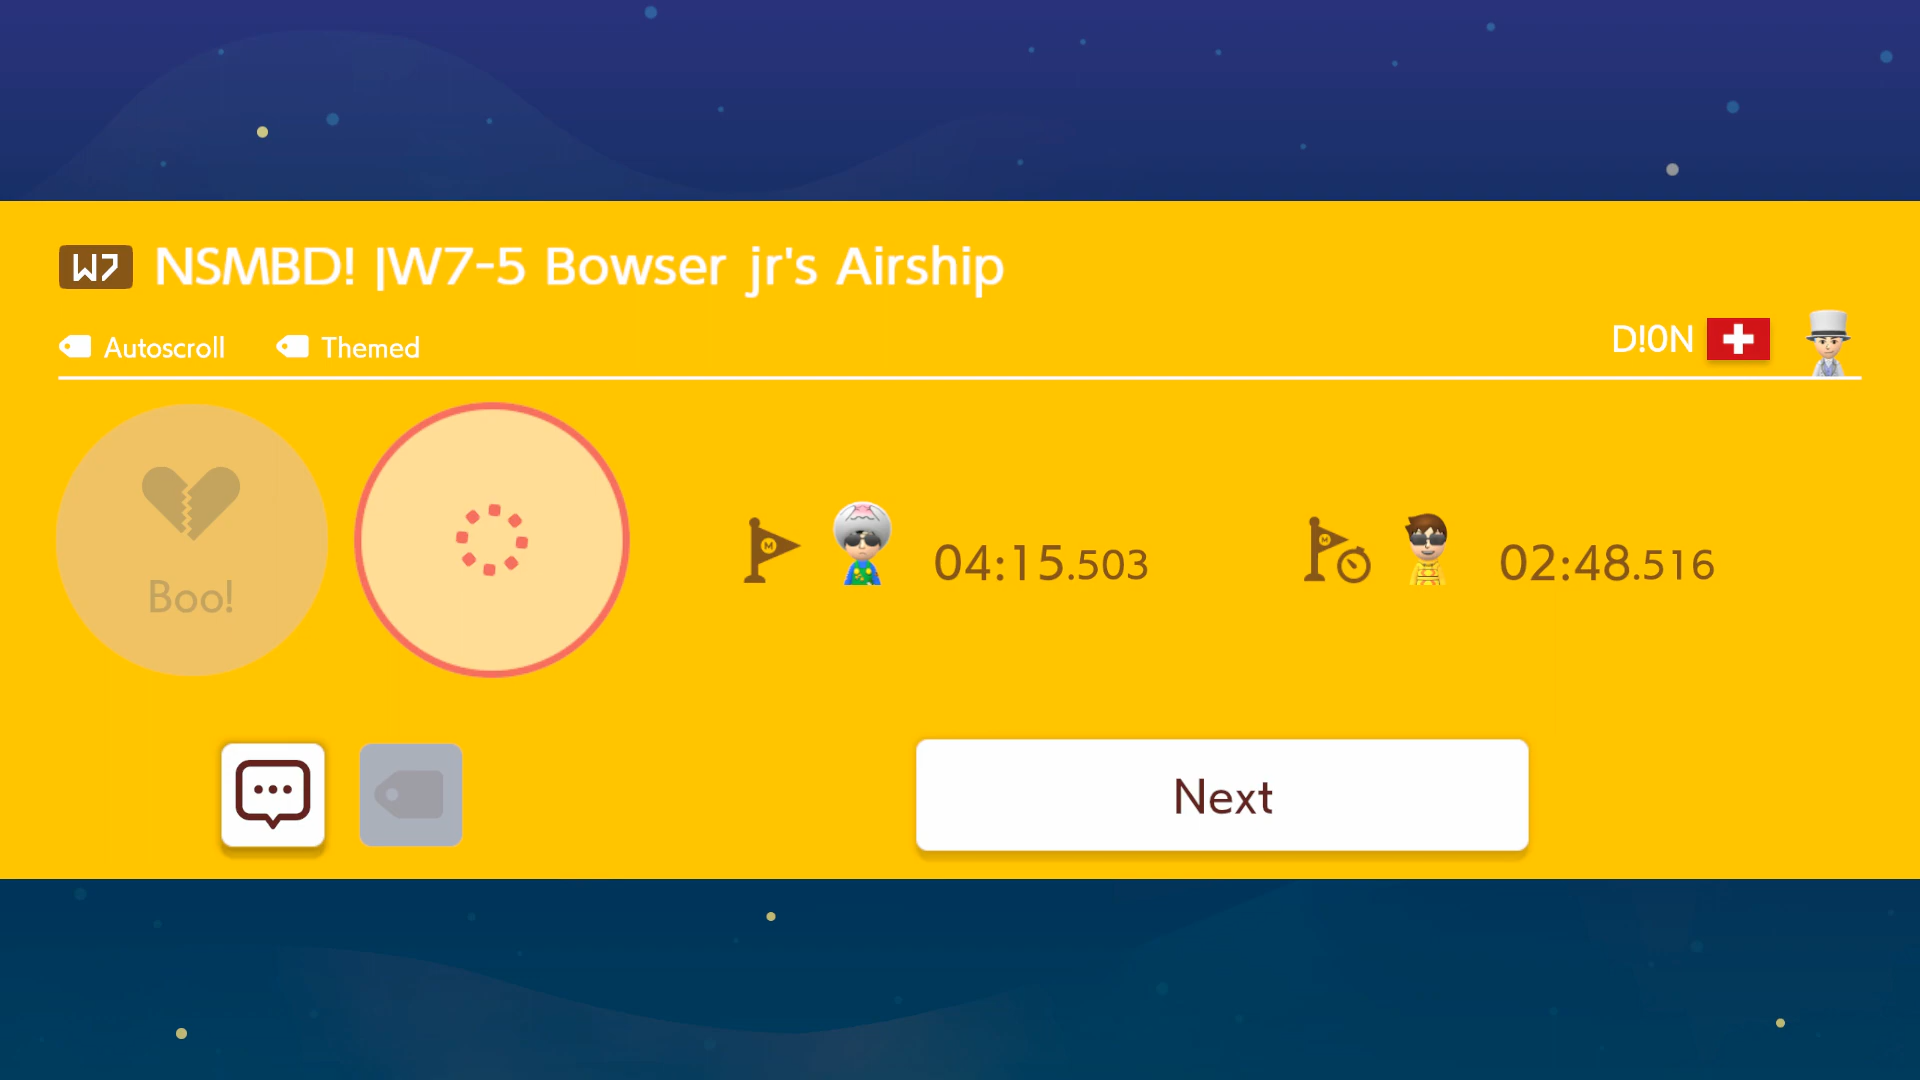 W7 NSMBD! |W7-5 Bowser jr's Airship
Autoscroll Themed
D!0N
04:15.503 02:48.516
Boo!
Next